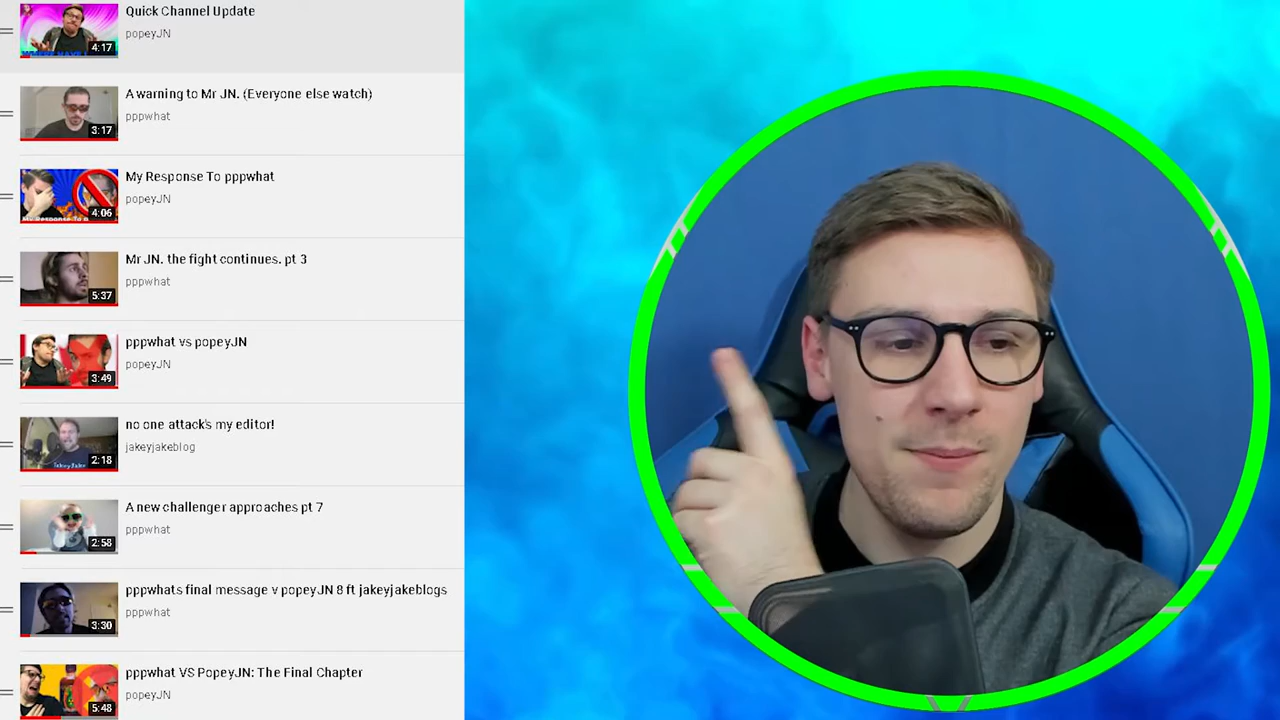 Quick Channel Update
popeyJN
4:17
A warning to Mr JN. (Everyone else watch)
pppwhat
3:17
My Response To pppwhat
popeyJN
4:06
Mr JN. the fight continues. pt 3
pppwhat
5:37
pppwhat vs popeyJN
popeyJN
3:49
no one attack's my editor!
jakeyjakeblog
2:18
A new challenger approaches pt 7
pppwhat
2:58
pppwhats final message v popeyJN 8 ft jakeyjakeblogs
pppwhat
3:30
pppwhat VS PopeyJN: The Final Chapter
popeyJN
5:48